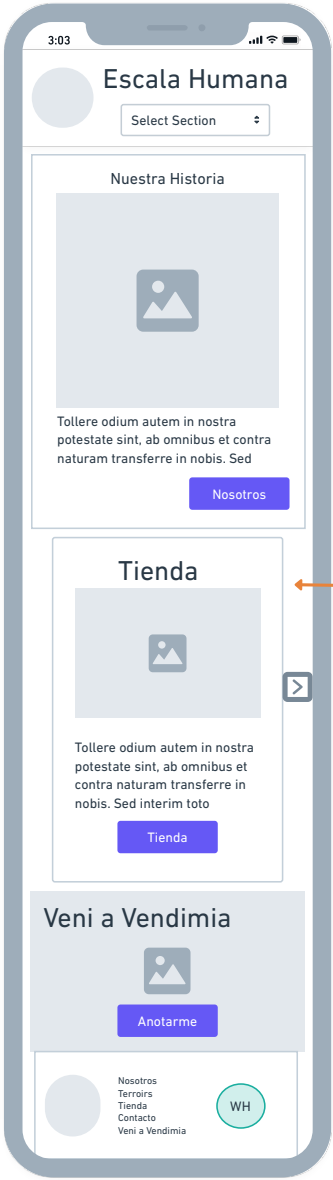 3:03
Escala Humana
Select Section
Nuestra Historia
Tollere odium autem in nostra
potestate sint, ab omnibus et contra
naturam transferre in nobis. Sed
Nosotros
Tienda
Tollere odium autem in nostra
potestate sint, ab omnibus et
contra naturam transferre in
nobis. Sed interim toto
Tienda
Veni a Vendimia
Anotarme
Nosotros
Terroirs
Tienda
Contacto
Veni a Vendimia
WH